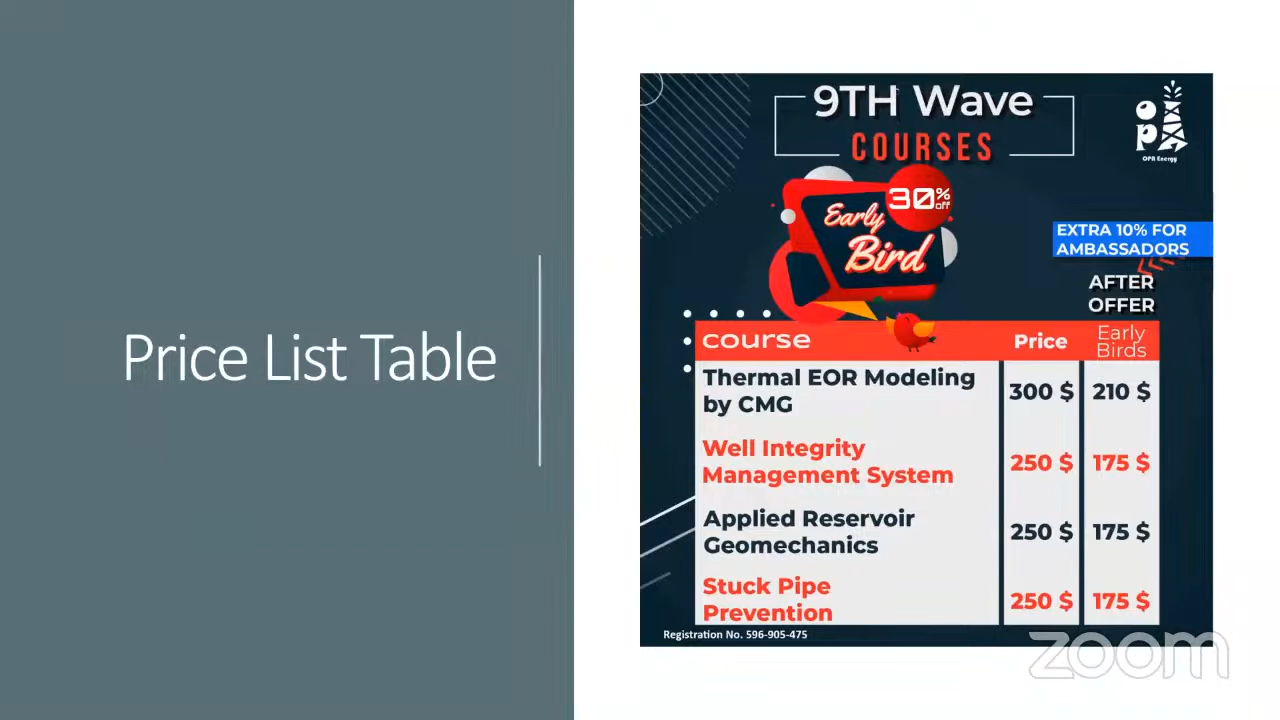 Price List Table
9TH Wave
COURSES
OPA Energy
30% off
Early
Bird
EXTRA 10% FOR
AMBASSADORS
AFTER
OFFER
course Price Early Birds
Thermal EOR Modeling
by CMG
300 $ 210 $
Well Integrity
Management System
250 $ 175 $
Applied Reservoir
Geomechanics
250 $ 175 $
Stuck Pipe
Prevention
250 $ 175 $
Registration No. 596-905-475
zoom